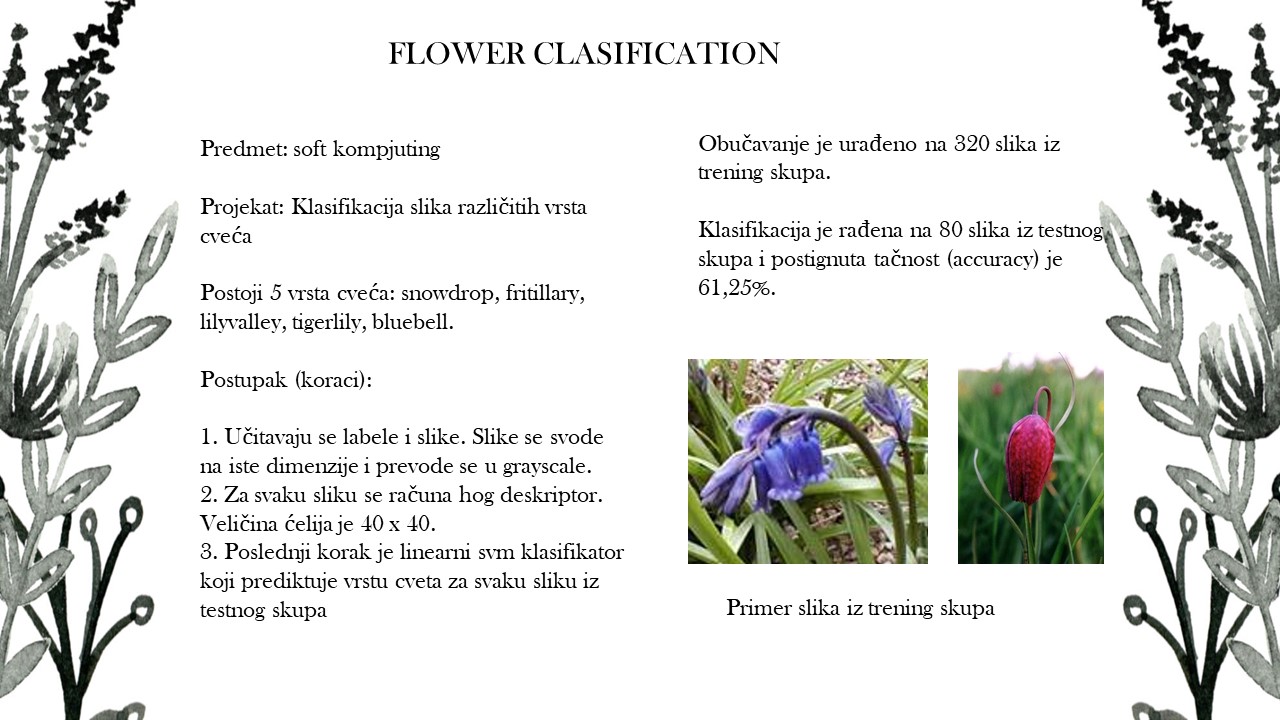 FLOWER CLASIFICATION
Predmet: soft kompjuting
Projekat: Klasifikacija slika različitih vrsta
cveća
Postoji 5 vrsta cveća: snowdrop, fritillary,
lilyvalley, tigerlily, bluebell.
Postupak (koraci):
1. Učitavaju se labele i slike. Slike se svode
na iste dimenzije i prevode se u grayscale.
2. Za svaku sliku se računa hog deskriptor.
Veličina ćelija je 40 x 40.
3. Poslednji korak je linearni svm klasifikator
koji prediktuje vrstu cveta za svaku sliku iz
testnog skupa
Obučavanje je urađeno na 320 slika iz
trening skupa.
Klasifikacija je rađena na 80 slika iz testnog
skupa i postignuta tačnost (accuracy) je
61,25%.
Primer slika iz trening skupa